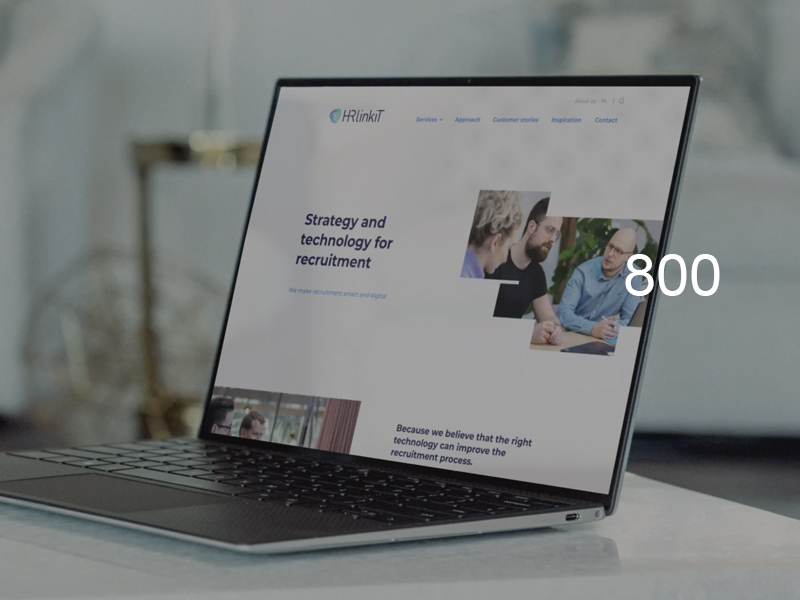 About us NL
HRlinkiT
Services Approach Customer stories Inspiration Contact
Strategy and
technology for
recruitment
We make recruitment smart and digital
800
Because we believe that the right
technology can improve the
recruitment process.